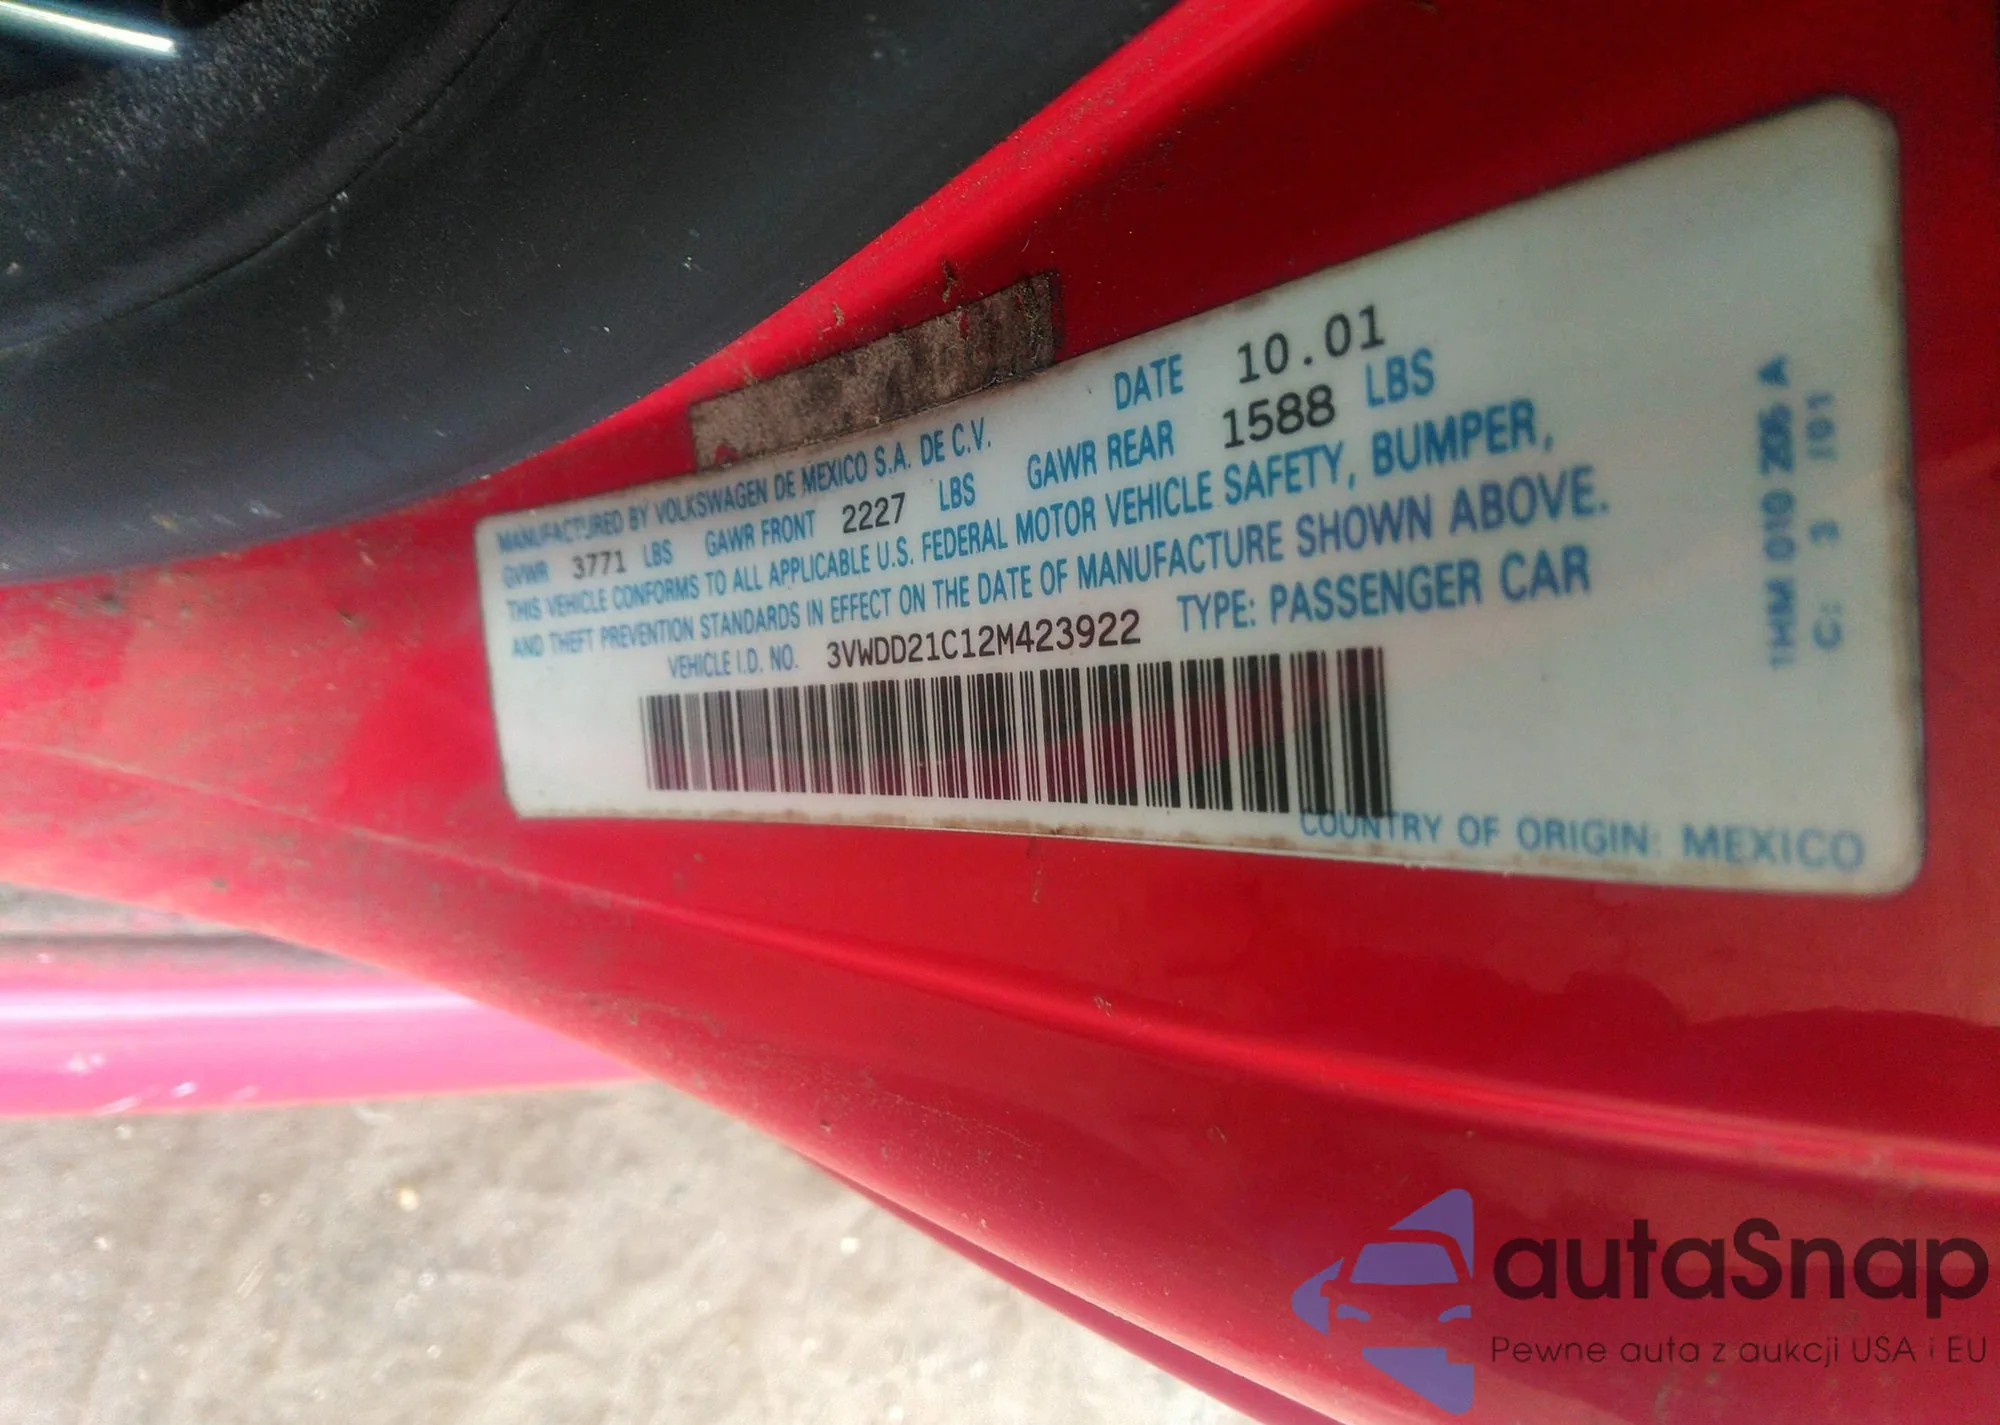 MANUFACTURED BY VOLKSWAGEN DE MEXICO S.A. DE C.V. DATE 10.01
GVWR 3771 LBS GAWR FRONT 2227 LBS GAWR REAR 1588 LBS
THIS VEHICLE CONFORMS TO ALL APPLICABLE U.S. FEDERAL MOTOR VEHICLE SAFETY, BUMPER,
AND THEFT PREVENTION STANDARDS IN EFFECT ON THE DATE OF MANUFACTURE SHOWN ABOVE.
VEHICLE I.D. NO. 3VWDD21C12M423922 TYPE: PASSENGER CAR
COUNTRY OF ORIGIN: MEXICO
1HM 010 A
C: 3
autaSnap
Pewne auta z aukcji USA i EU